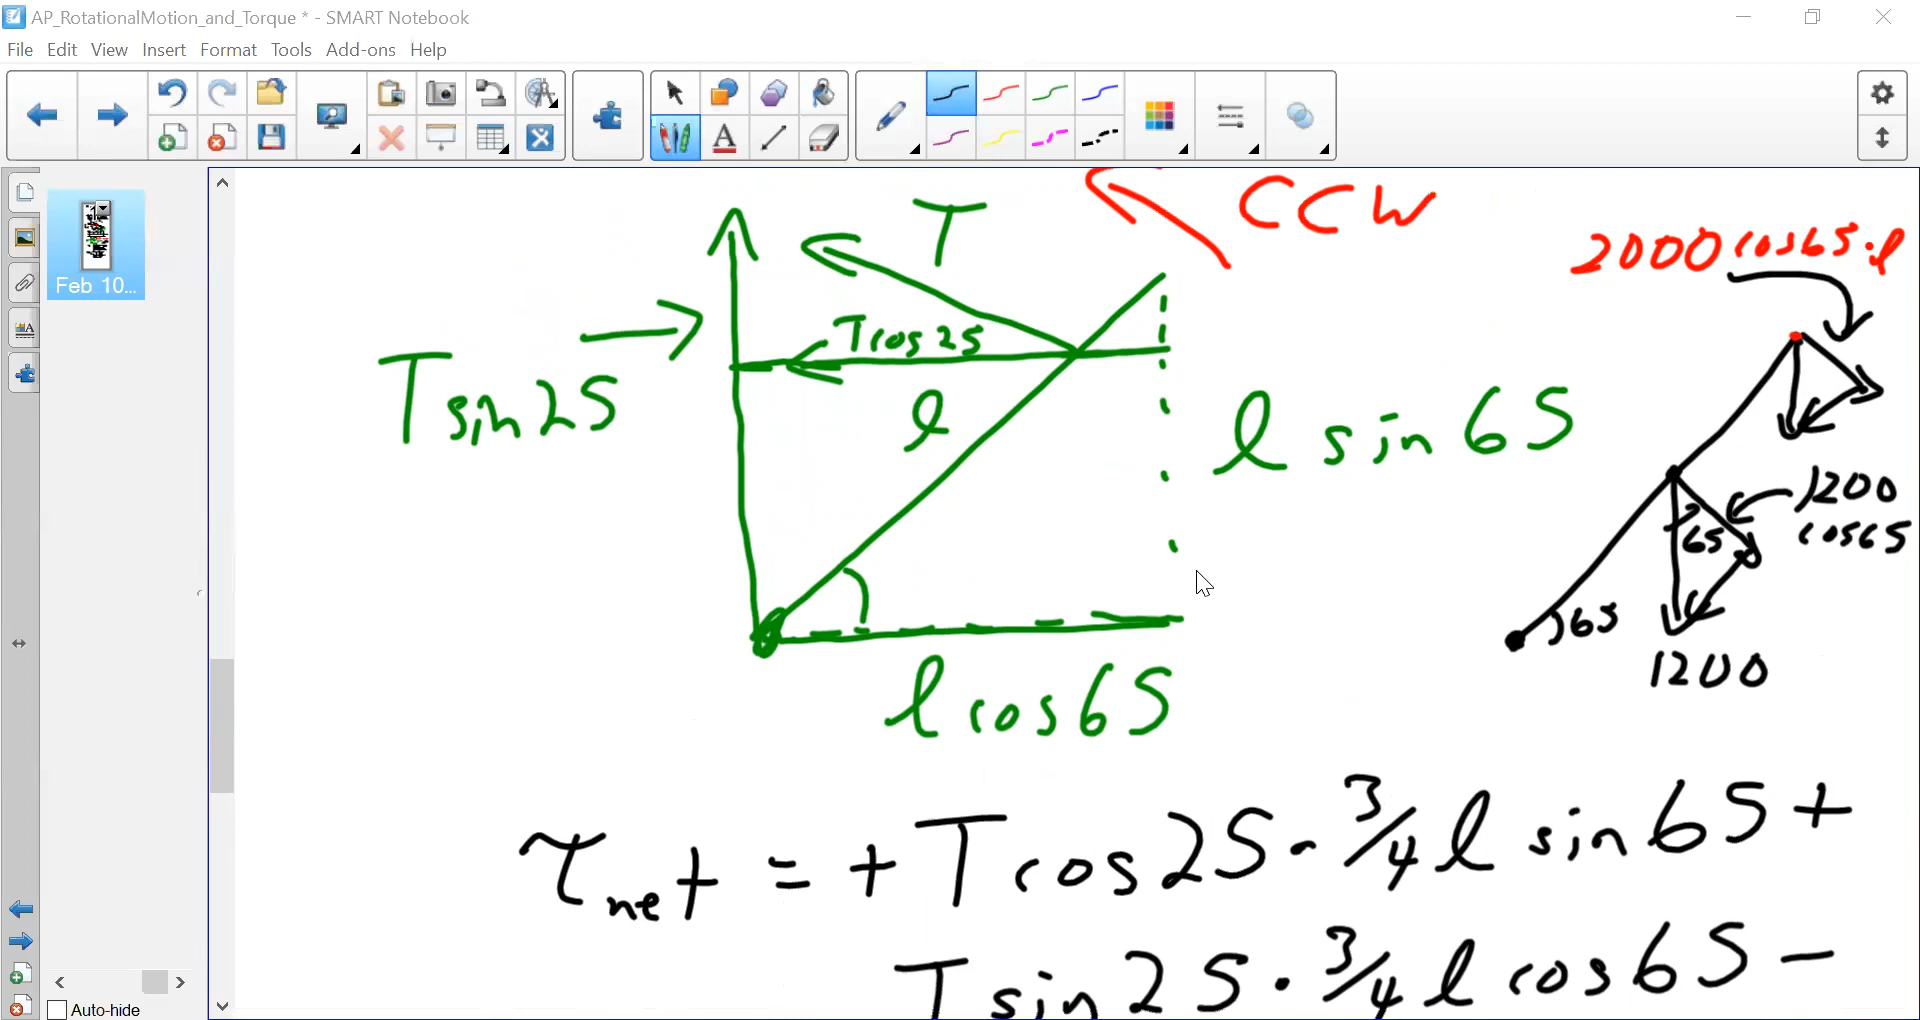 AP_RotationalMotion_and_Torque * - SMART Notebook
File Edit View Insert Format Tools Add-ons Help
Feb 10...
CCW
T
2000 cos65·l
T cos 25
T sin 25
l
l sin 65
1200
cos65
65
65
1200
l cos 65
τnet = + T cos 25 · 3/4 l sin 65 +
T sin 25 · 3/4 l cos 65 -
Auto-hide